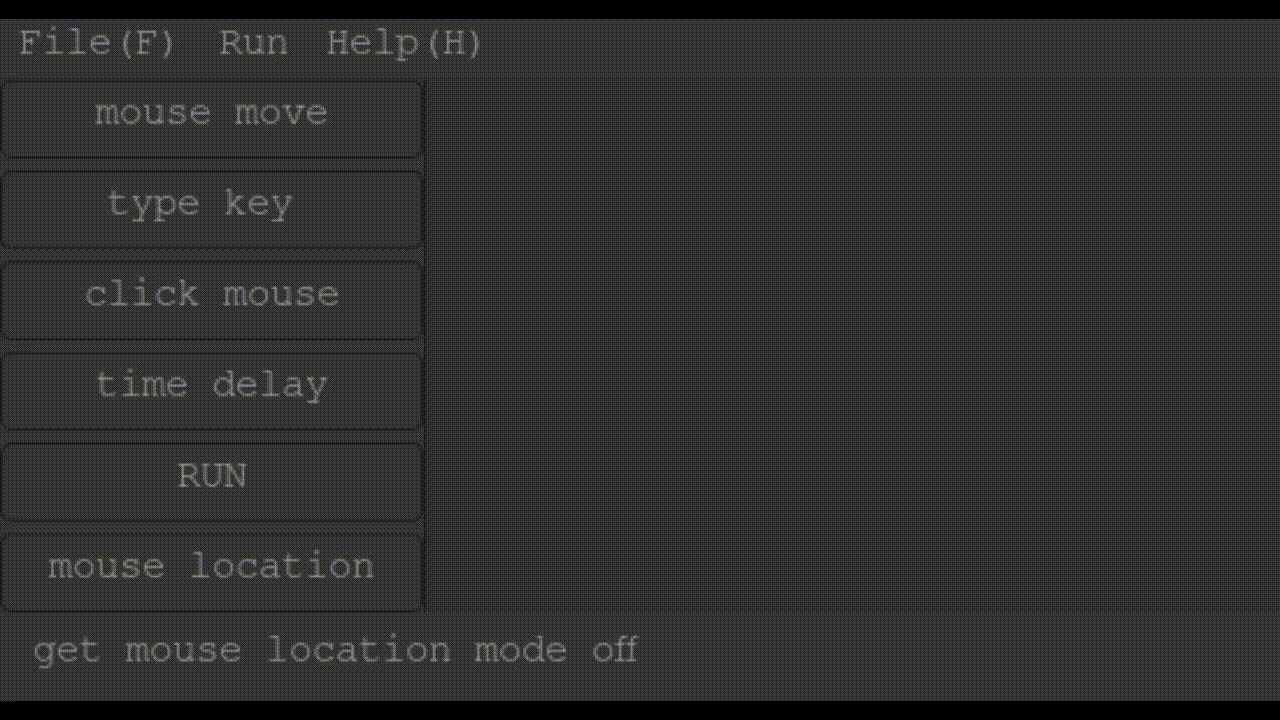 File(F) Run Help(H)
mouse move
type key
click mouse
time delay
RUN
mouse location
get mouse location mode off